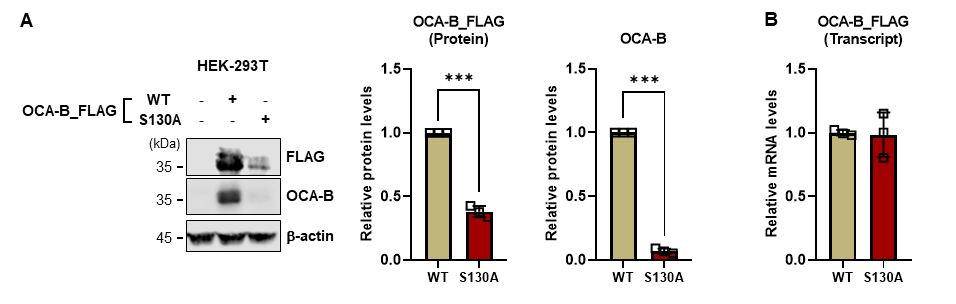 A
HEK-293T
OCA-B_FLAG
WT - + -
S130A - - +
(kDa)
35 FLAG
35 OCA-B
45 β-actin
OCA-B_FLAG
(Protein)
Relative protein levels
1.5
1.0
0.5
0.0
***
WT S130A
OCA-B
Relative protein levels
1.5
1.0
0.5
0.0
***
WT S130A
B
OCA-B_FLAG
(Transcript)
Relative mRNA levels
1.5
1.0
0.5
0.0
WT S130A